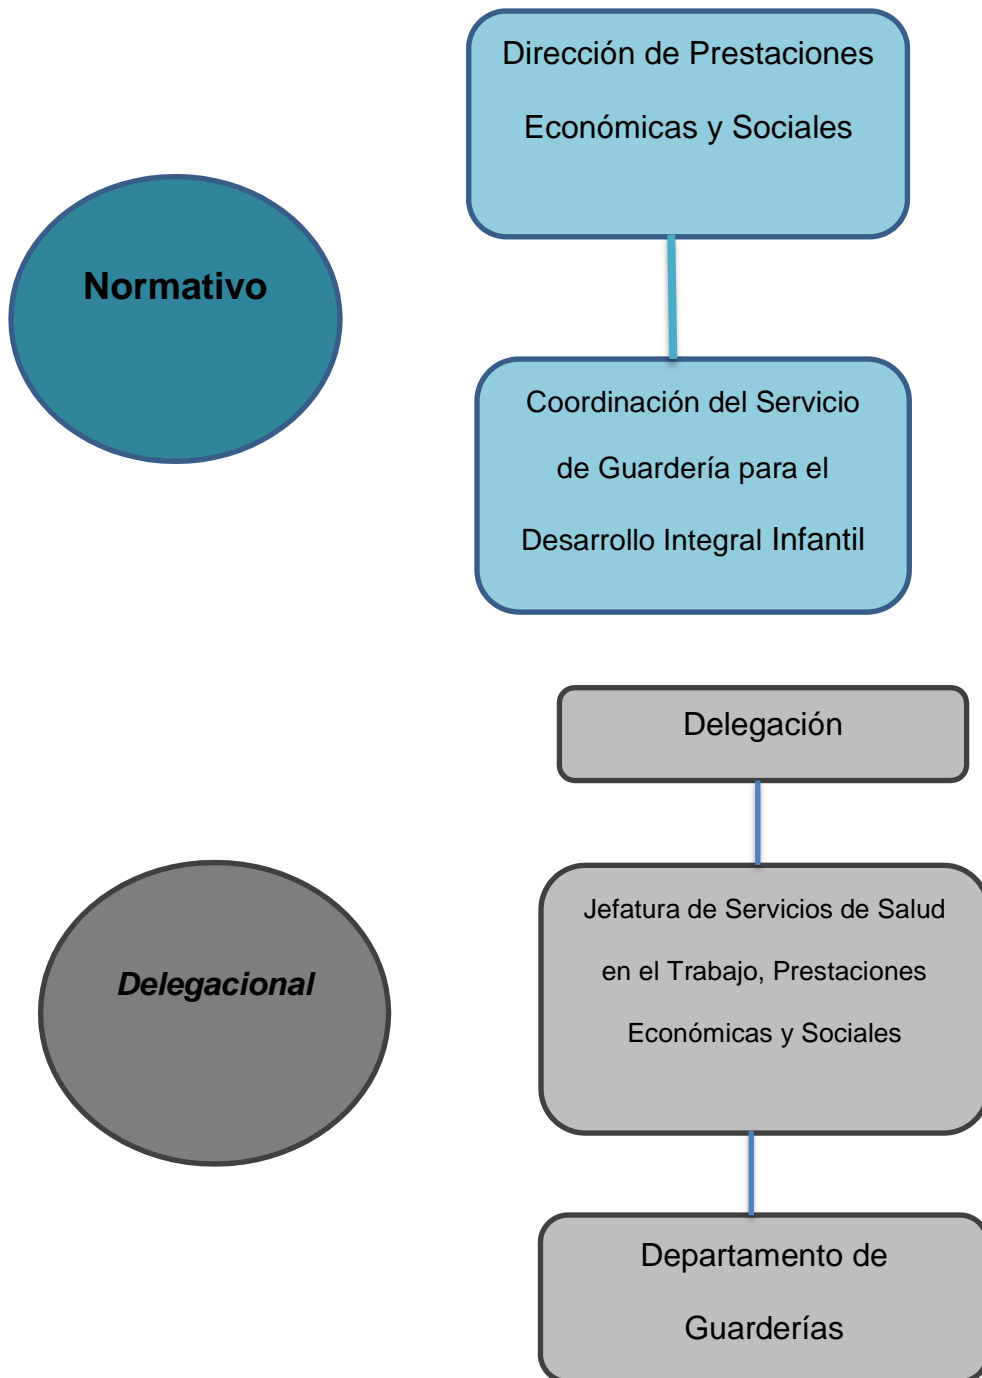 Dirección de Prestaciones
Económicas y Sociales
Normativo
Coordinación del Servicio
de Guardería para el
Desarrollo Integral Infantil
Delegación
Jefatura de Servicios de Salud
en el Trabajo, Prestaciones
Económicas y Sociales
Delegacional
Departamento de
Guarderías